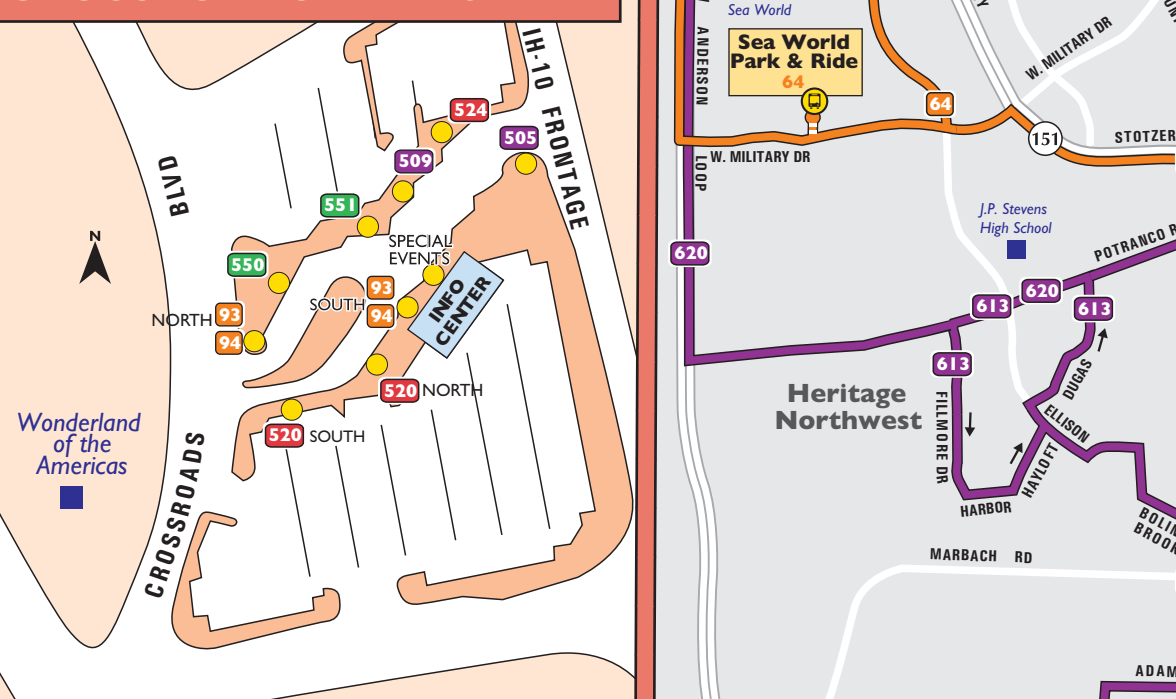 IH-10 FRONTAGE
524
505
509
551
BLVD
N
SPECIAL
EVENTS
550
93
SOUTH
94
INFO
CENTER
NORTH
93
94
520
NORTH
520
SOUTH
Wonderland
of the
Americas
CROSSROADS
Sea World
Sea World
Park & Ride
64
ANDERSON
LOOP
W. MILITARY DR
64
W. MILITARY DR
151
STOTZER
J.P. Stevens
High School
620
POTRANCO R
620
613
613
613
Heritage
Northwest
FILLMORE DR
DUGAS
ELLISON
HAYLOFT
HARBOR
BOLIN
BROOK
MARBACH RD
ADAM